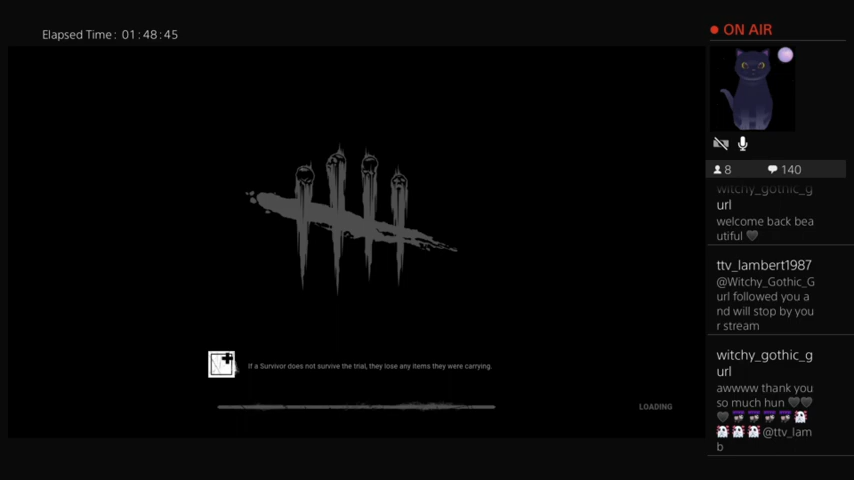 Elapsed Time: 01:48:45
ON AIR
8
140
witchy_gothic_g
url
welcome back bea
utiful 🖤
ttv_lambert1987
@Witchy_Gothic_G
url followed you a
nd will stop by you
r stream
witchy_gothic_g
url
awwww thank you
so much hun 🖤🖤
🖤
@ttv_lam
b
If a Survivor does not survive the trial, they lose any items they were carrying.
LOADING